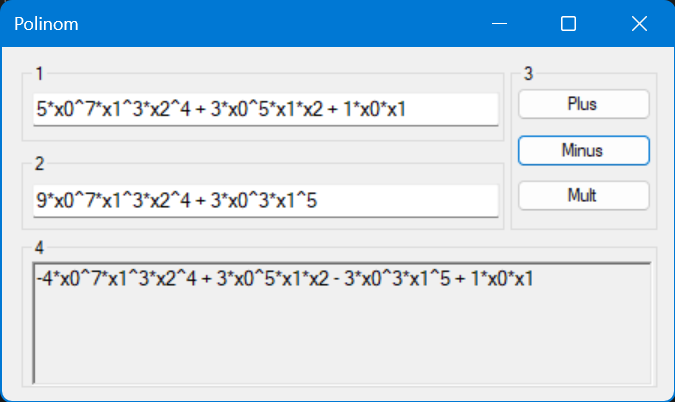 Polinom
1
5*x0^7*x1^3*x2^4 + 3*x0^5*x1*x2 + 1*x0*x1
2
9*x0^7*x1^3*x2^4 + 3*x0^3*x1^5
3
Plus
Minus
Mult
4
-4*x0^7*x1^3*x2^4 + 3*x0^5*x1*x2 - 3*x0^3*x1^5 + 1*x0*x1